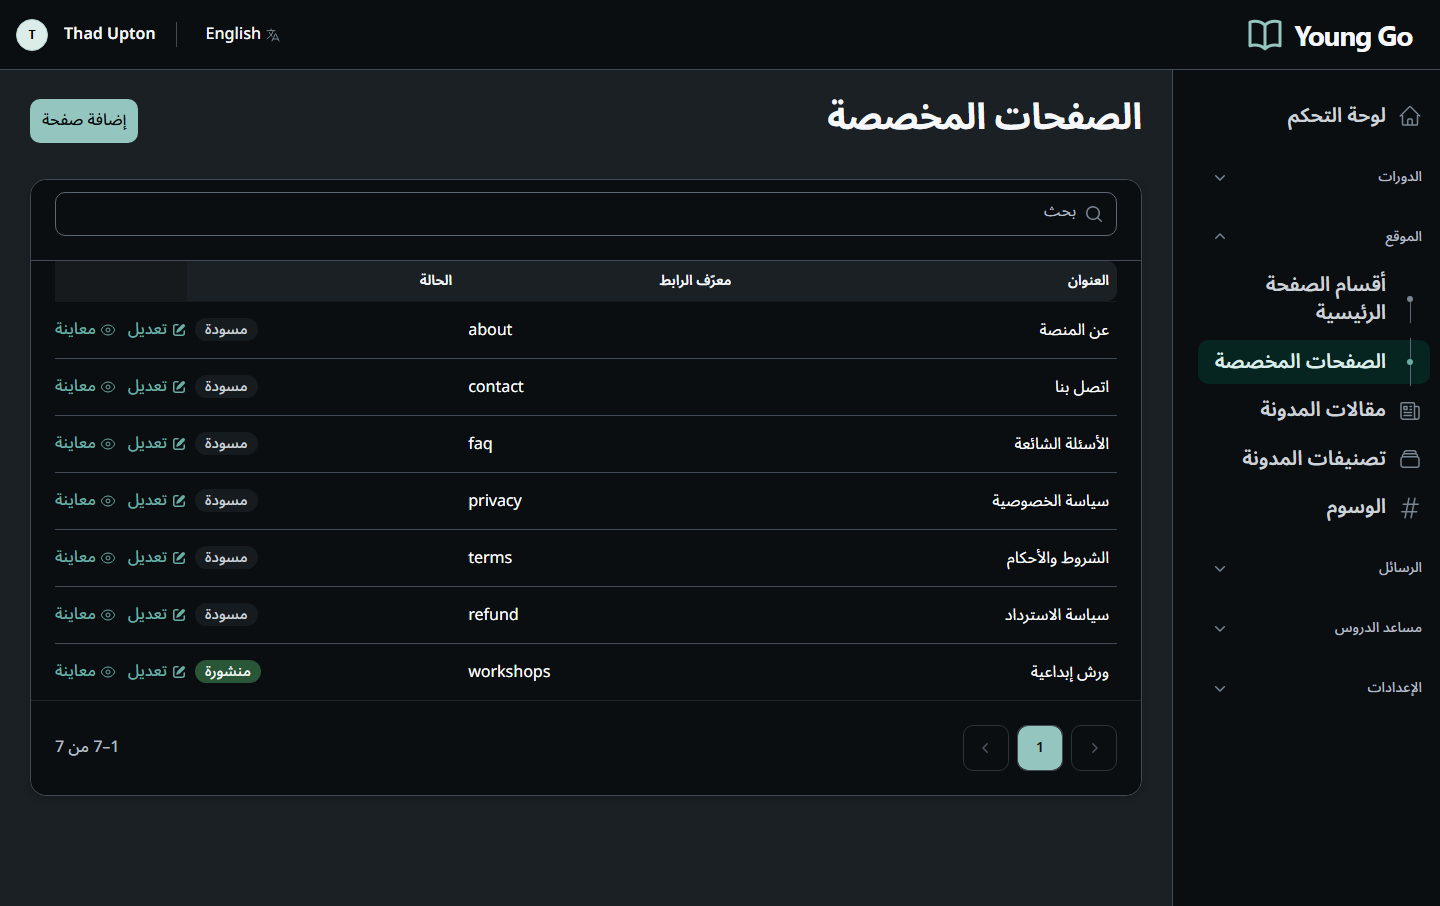 Young Go
English
Thad Upton
T
لوحة التحكم
الدورات
الموقع
أقسام الصفحة
الرئيسية
الصفحات المخصصة
مقالات المدونة
تصنيفات المدونة
الوسوم
الرسائل
مساعد الدروس
الإعدادات
الصفحات المخصصة
إضافة صفحة
بحث
العنوان معرّف الرابط الحالة
عن المنصة about مسودة تعديل معاينة
اتصل بنا contact مسودة تعديل معاينة
الأسئلة الشائعة faq مسودة تعديل معاينة
سياسة الخصوصية privacy مسودة تعديل معاينة
الشروط والأحكام terms مسودة تعديل معاينة
سياسة الاسترداد refund مسودة تعديل معاينة
ورش إبداعية workshops منشورة تعديل معاينة
1
1–7 من 7